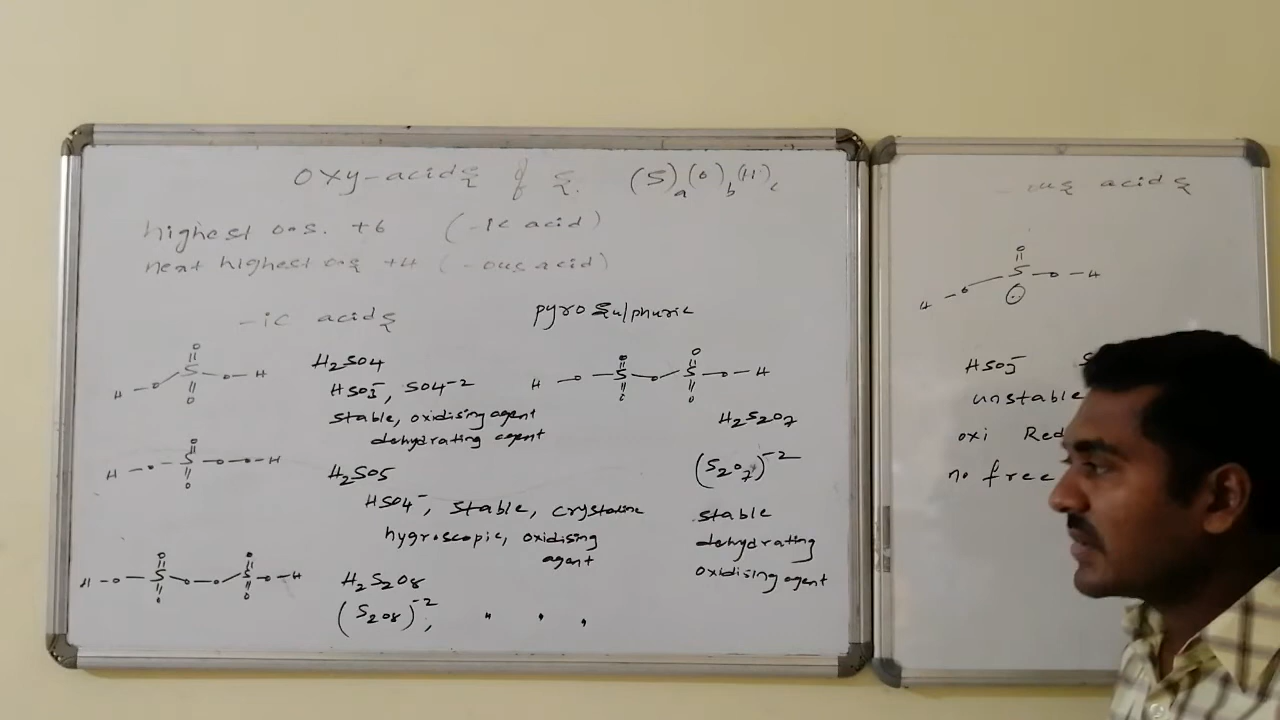 oxy-acids of S. (S)a(O)b(H)c
highest o.s. +6 (-ic acid)
next highest o.s +4 (-ous acid)
-ic acids
O
S
H - O O - H
O
H2SO4
HSO3-, SO4-2
stable, oxidising agent
dehydrating agent
O
H - O - S - O - O - H
O
H2SO5
HSO4-, stable, crystalline
hygroscopic, oxidising
agent
O O
H - O - S - O - O - S - O - H
O O
H2S2O8
(S2O8)-2, " " "
pyro sulphuric
O O
H - O - S - O - S - O - H
O O
H2S2O7
(S2O7)-2
stable
dehydrating
oxidising agent
-ous acids
O
H - O - S - O - H
HSO3-
unstable
oxi Red
no free